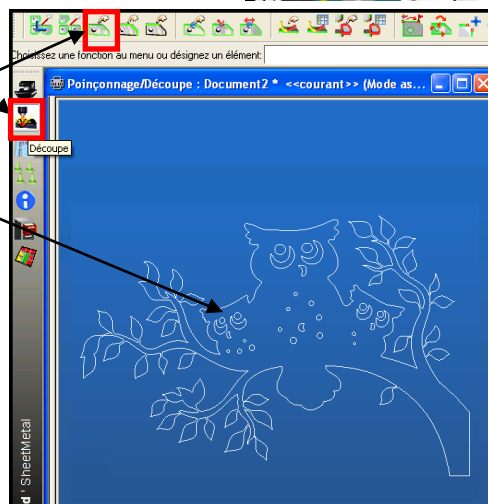 Choisissez une fonction au menu ou désignez un élément:
Poinçonnage/Découpe : Document2 * <<courant>> (Mode as...
Découpe
d ' SheetMetal